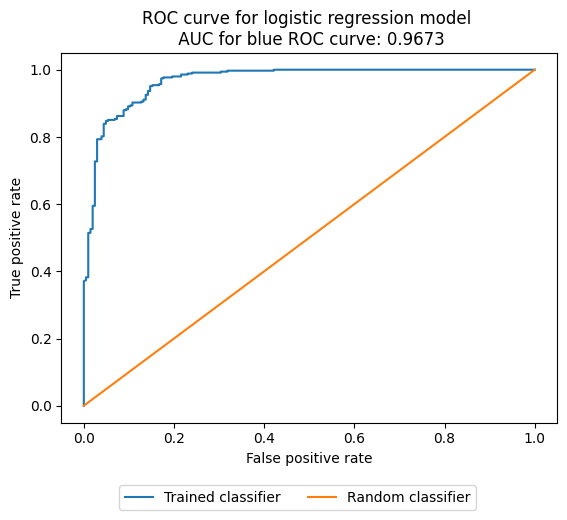 ROC curve for logistic regression model
AUC for blue ROC curve: 0.9673
1.0
0.8
0.6
0.4
0.2
0.0
True positive rate
0.0 0.2 0.4 0.6 0.8 1.0
False positive rate
Trained classifier Random classifier